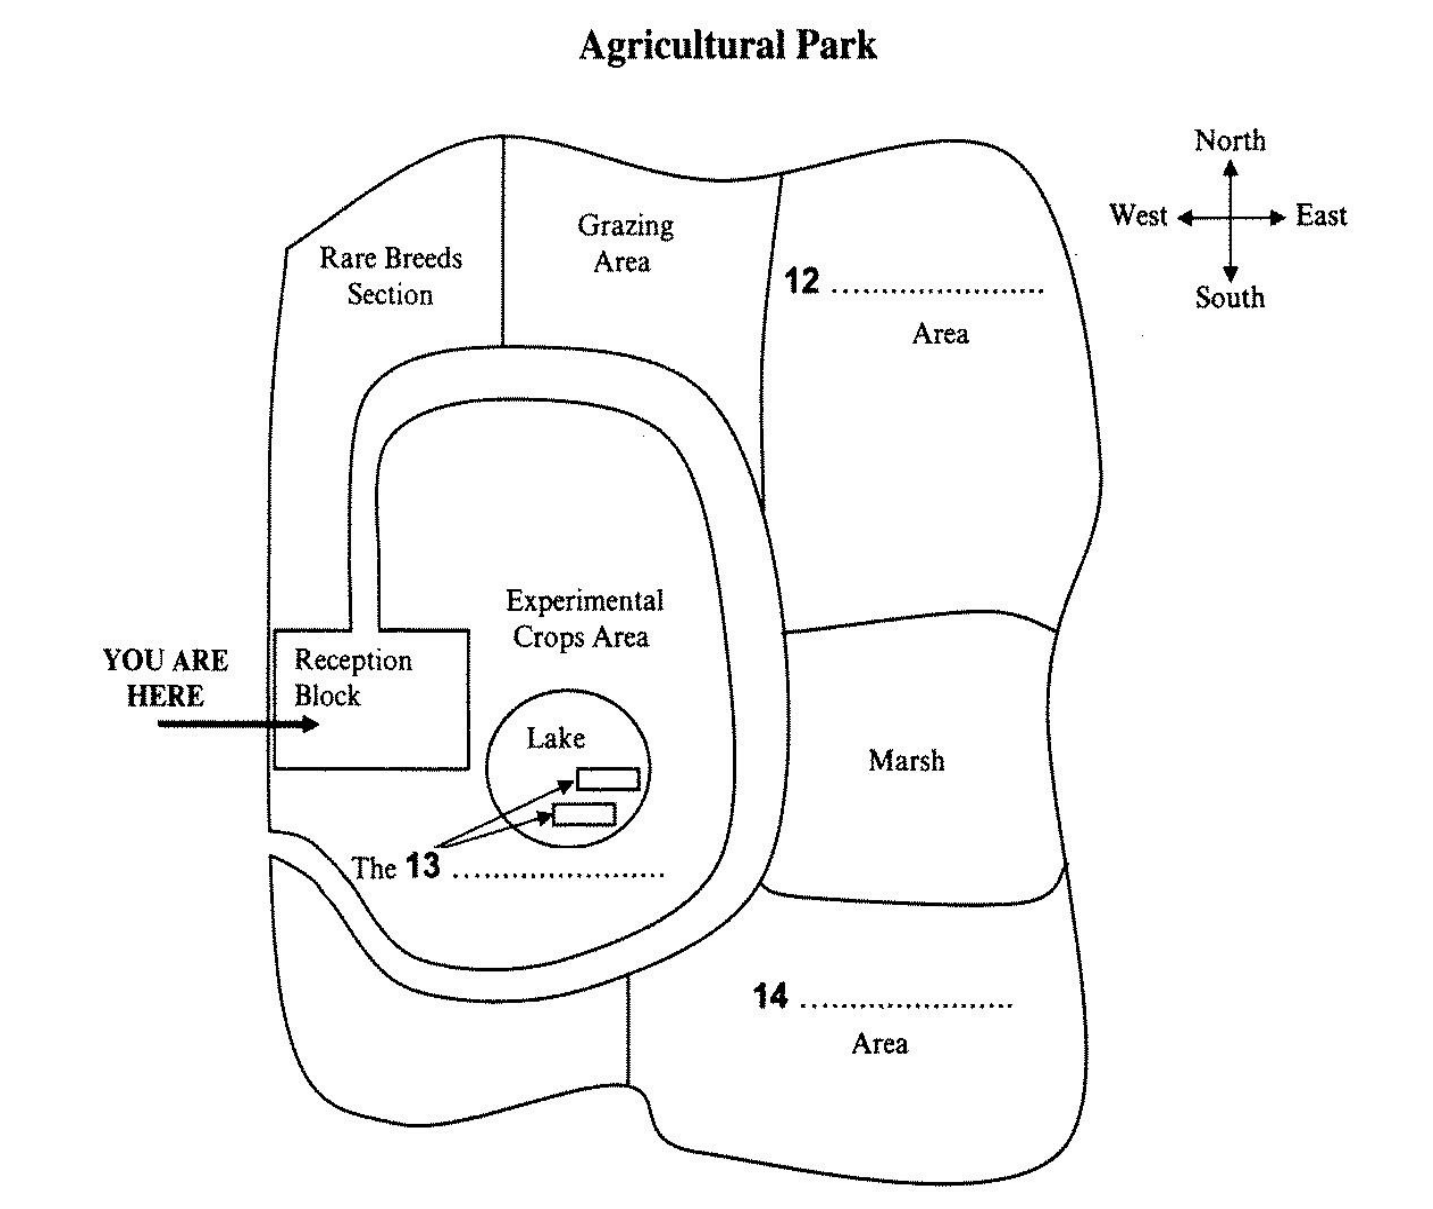 Agricultural Park
North
West
East
South
Grazing
Area
Rare Breeds
Section
12 ........................
Area
Experimental
Crops Area
YOU ARE
HERE
Reception
Block
Lake
Marsh
The 13 ........................
14 ........................
Area